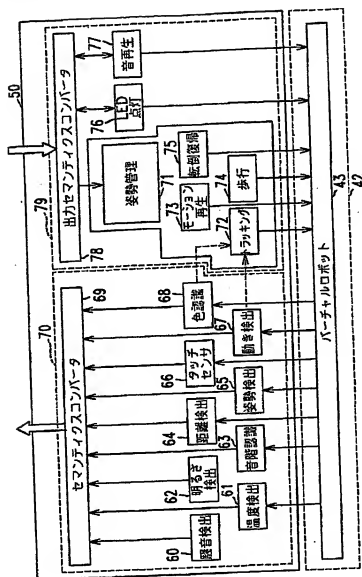 50
70
79
セマンティクスコンバータ
69
出力セマンティクスコンバータ
78
60
騒音検出
61
温度検出
62
明るさ検出
63
音階認識
64
距離検出
65
姿勢検出
66
タッチセンサ
67
動き検出
68
色認識
姿勢管理
71
72
トラッキング
73
モーション再生
74
歩行
75
転倒復帰
76
LED点灯
77
音再生
バーチャルロボット
43
42